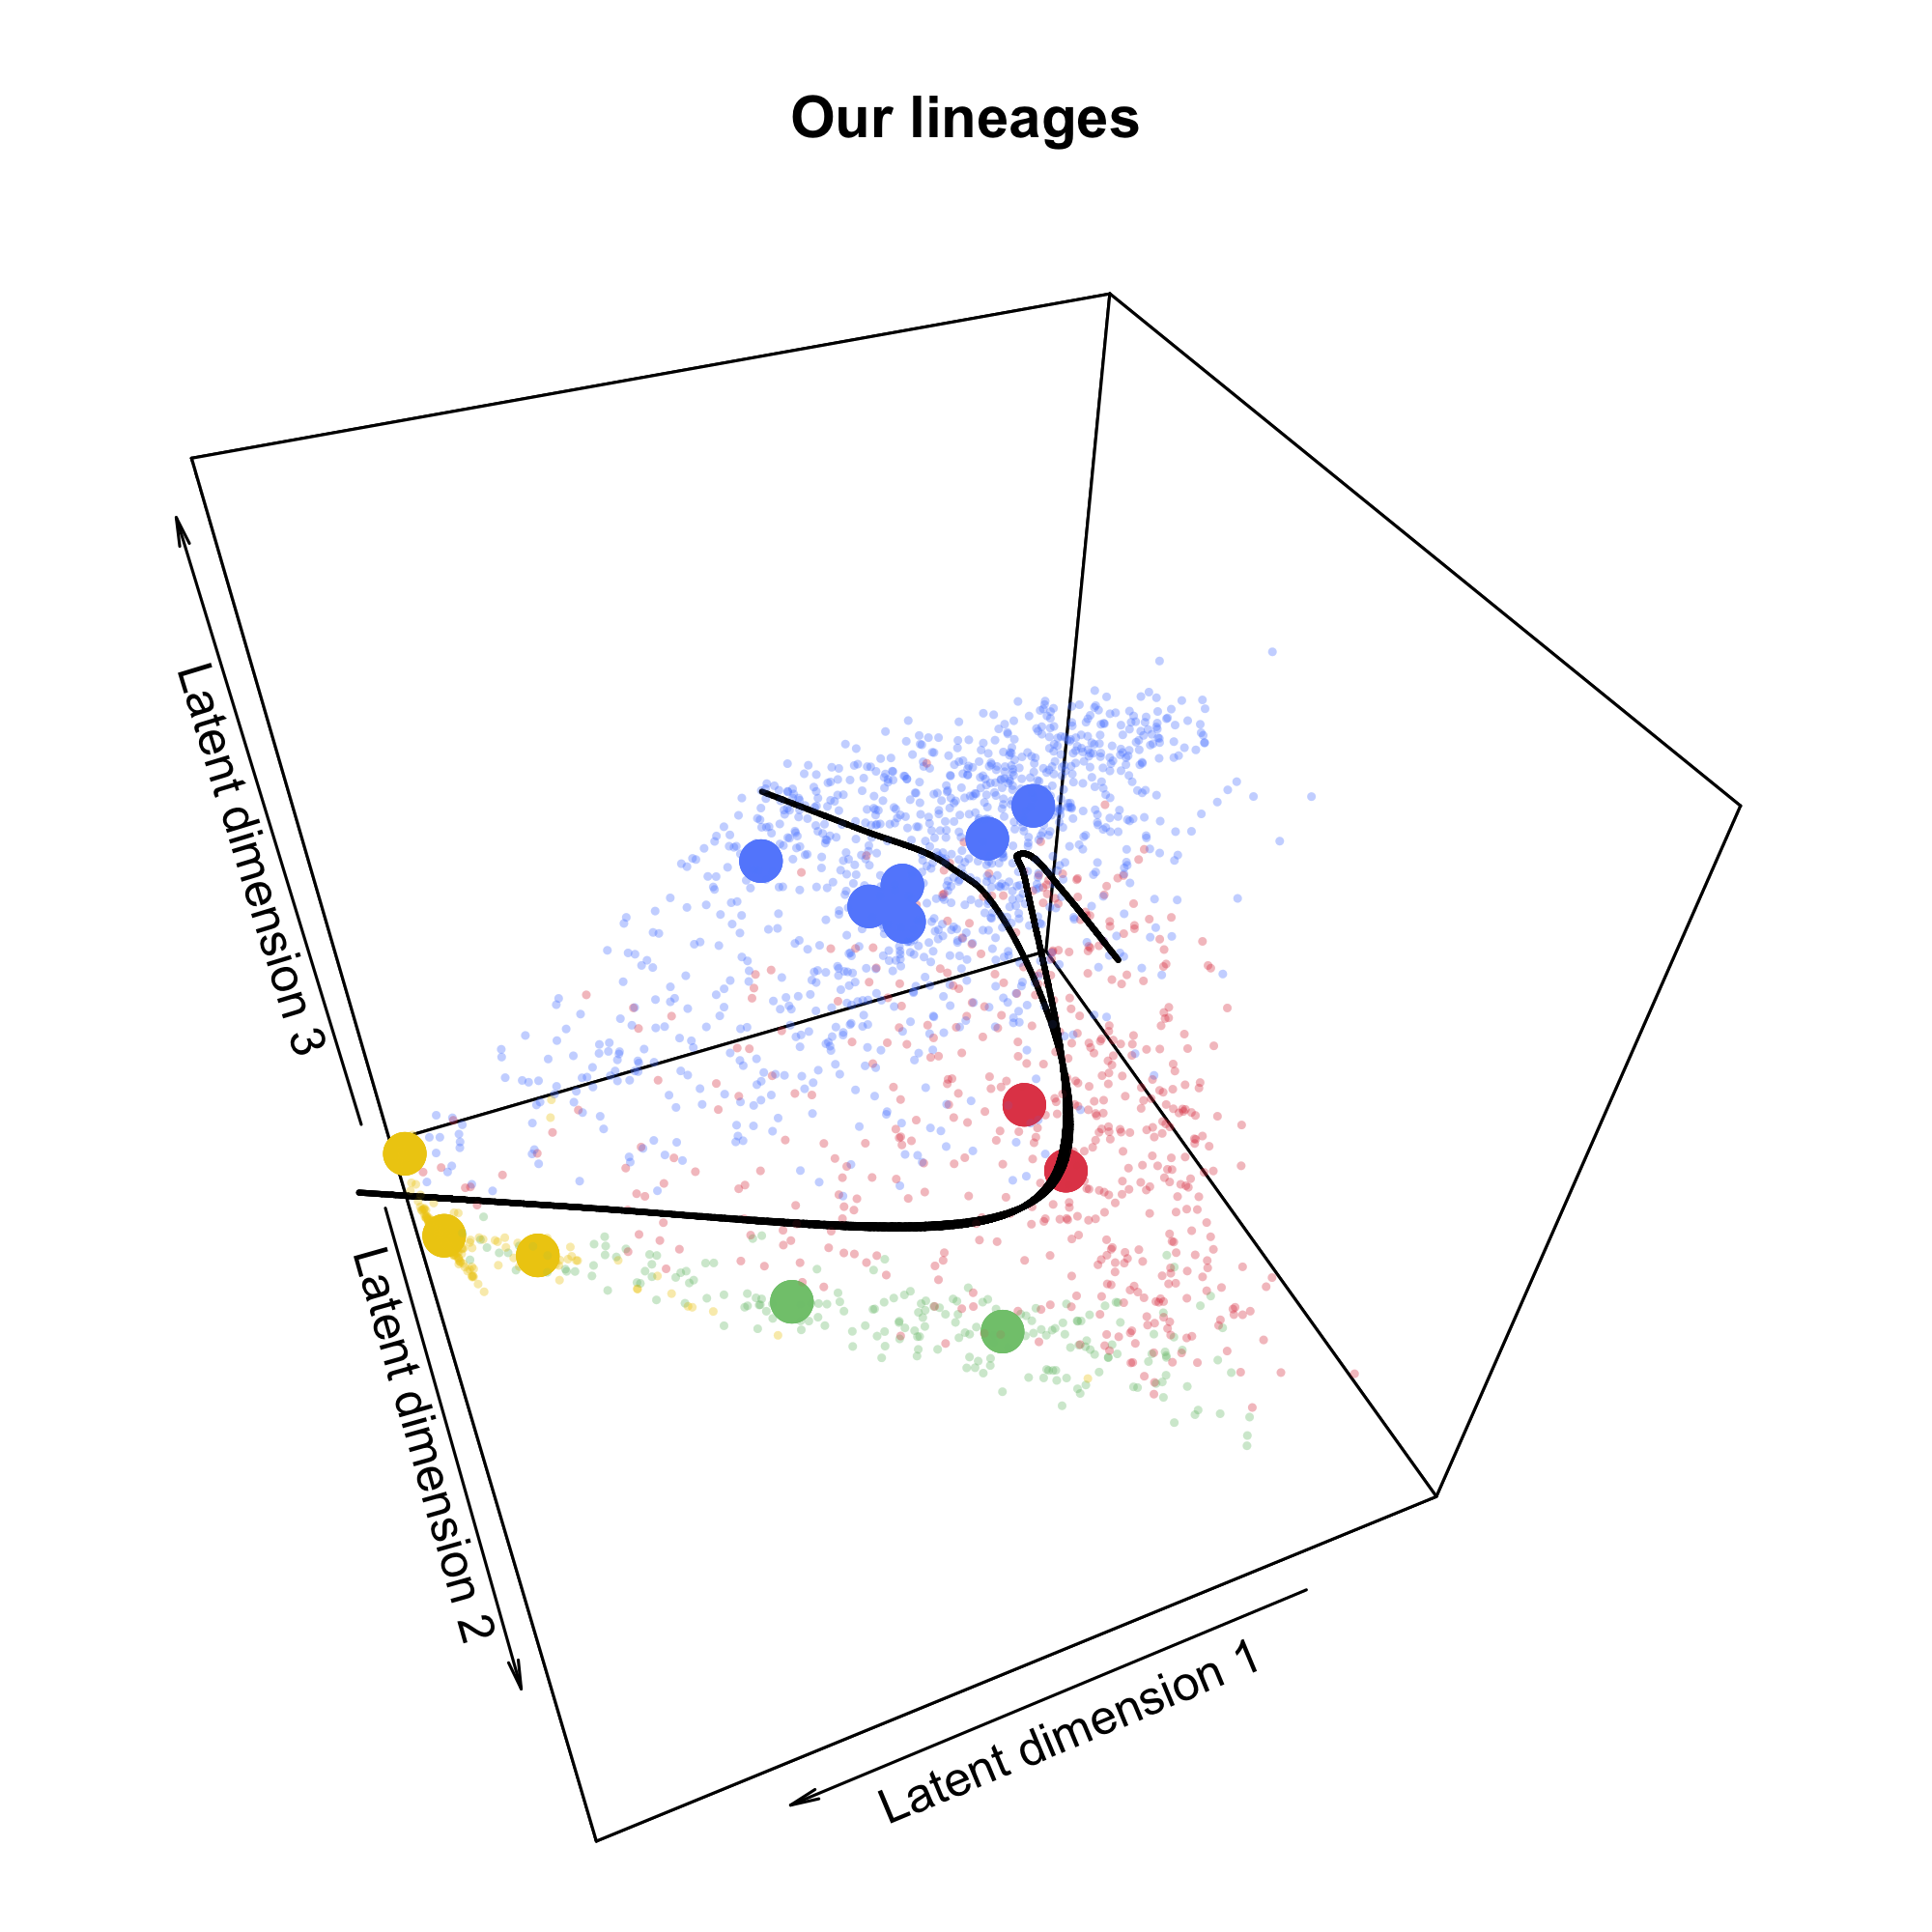 Our lineages
Latent dimension 3
Latent dimension 2
Latent dimension 1